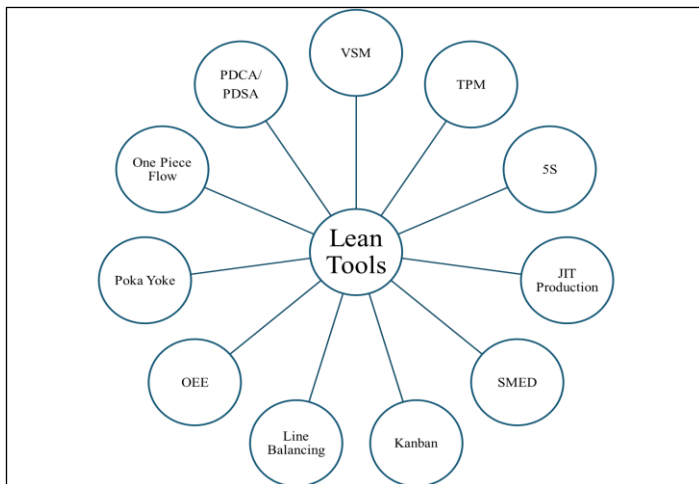 VSM
TPM
5S
JIT
Production
SMED
Kanban
Line
Balancing
OEE
Poka Yoke
One Piece
Flow
PDCA/
PDSA
Lean
Tools